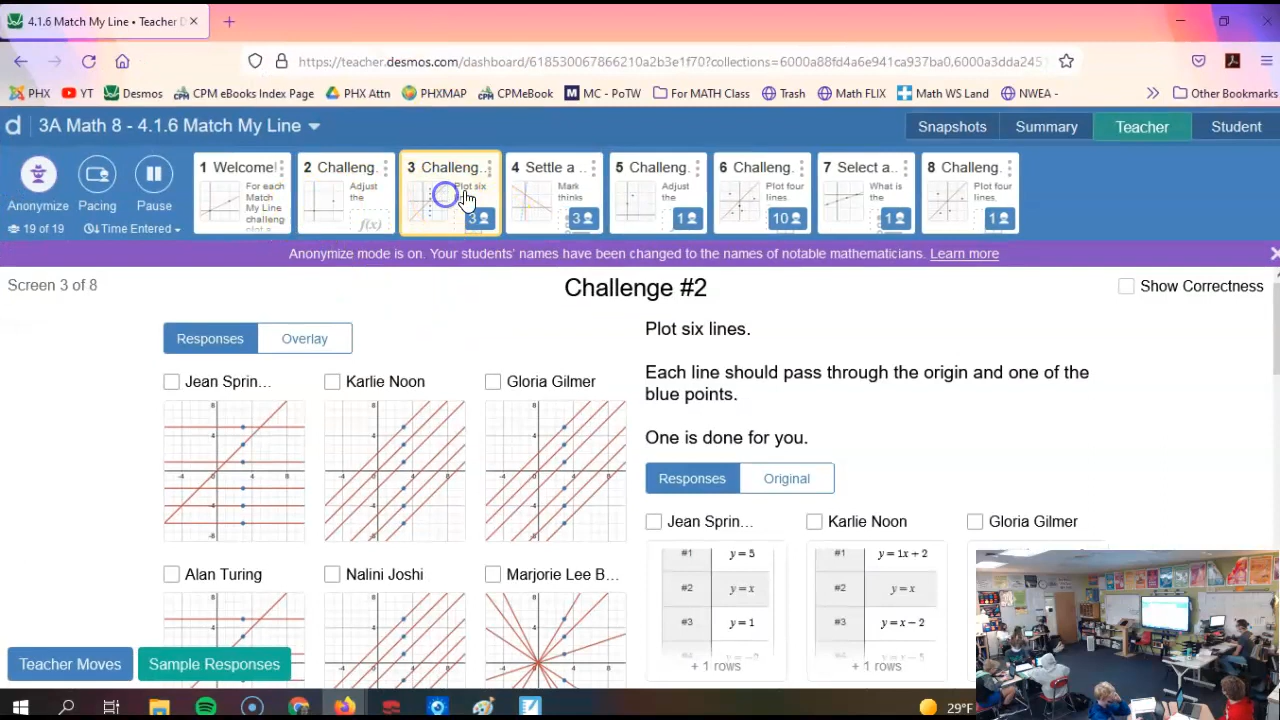 4.1.6 Match My Line • Teacher D
https://teacher.desmos.com/dashboard/618535067866210a2b3e1f70?collections=6000a88fd4a6e941ca937ba0,6000a3dda245
PHX YT Desmos CPM eBooks Index Page PHX Attn PHXMAP CPMeBook MC - PoTW For MATH Class Trash Math FLIX Math WS Land NWEA - Other Bookmarks
3A Math 8 - 4.1.6 Match My Line
Snapshots Summary Teacher Student
Anonymize
Pacing
Pause
19 of 19
Time Entered
1 Welcome!
For each
Match
My Line
challeng
2 Challeng...
Adjust
the
f(x)
3 Challeng...
Plot six
3
4 Settle a ...
Mark
thinks
3
5 Challeng...
Adjust
the
1
6 Challeng...
Plot four
lines.
10
7 Select a...
What is
the
1
8 Challeng...
Plot four
lines.
1
Anonymize mode is on. Your students' names have been changed to the names of notable mathematicians. Learn more
Screen 3 of 8
Challenge #2
Show Correctness
Responses Overlay
Plot six lines.
Each line should pass through the origin and one of the
blue points.
One is done for you.
Responses Original
Jean Sprin...
Karlie Noon
Gloria Gilmer
Alan Turing
Nalini Joshi
Marjorie Lee B...
Jean Sprin...
#1 y = 5
#2 y = x
#3 y = 1
+ 1 rows
Karlie Noon
#1 y = 1x + 2
#2 y = x
#3 y = x − 2
y = x − 5
+ 1 rows
Gloria Gilmer
Teacher Moves
Sample Responses
29°F